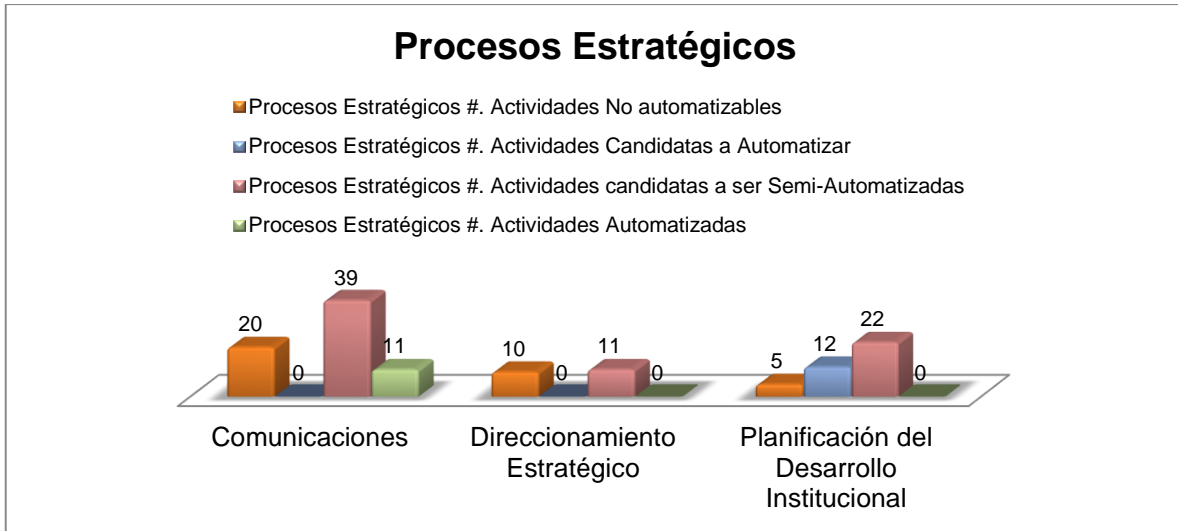 Procesos Estratégicos
Procesos Estratégicos #. Actividades No automatizables
Procesos Estratégicos #. Actividades Candidatas a Automatizar
Procesos Estratégicos #. Actividades candidatas a ser Semi-Automatizadas
Procesos Estratégicos #. Actividades Automatizadas
20
0
39
11
10
0
11
0
5
12
22
0
Comunicaciones
Direccionamiento
Estratégico
Planificación del
Desarrollo
Institucional